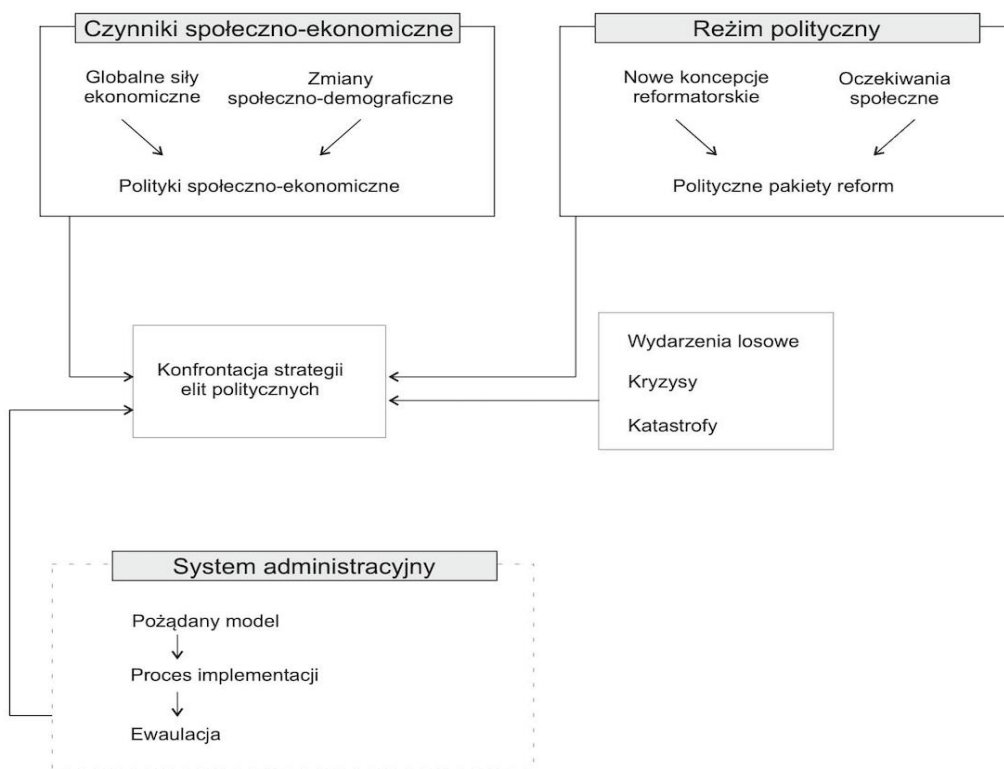 Czynniki społeczno-ekonomiczne
Globalne siły
ekonomiczne
Zmiany
społeczno-demograficzne
Polityki społeczno-ekonomiczne
Reżim polityczny
Nowe koncepcje
reformatorskie
Oczekiwania
społeczne
Polityczne pakiety reform
Konfrontacja strategii
elit politycznych
Wydarzenia losowe
Kryzysy
Katastrofy
System administracyjny
Pożądany model
Proces implementacji
Ewaulacja